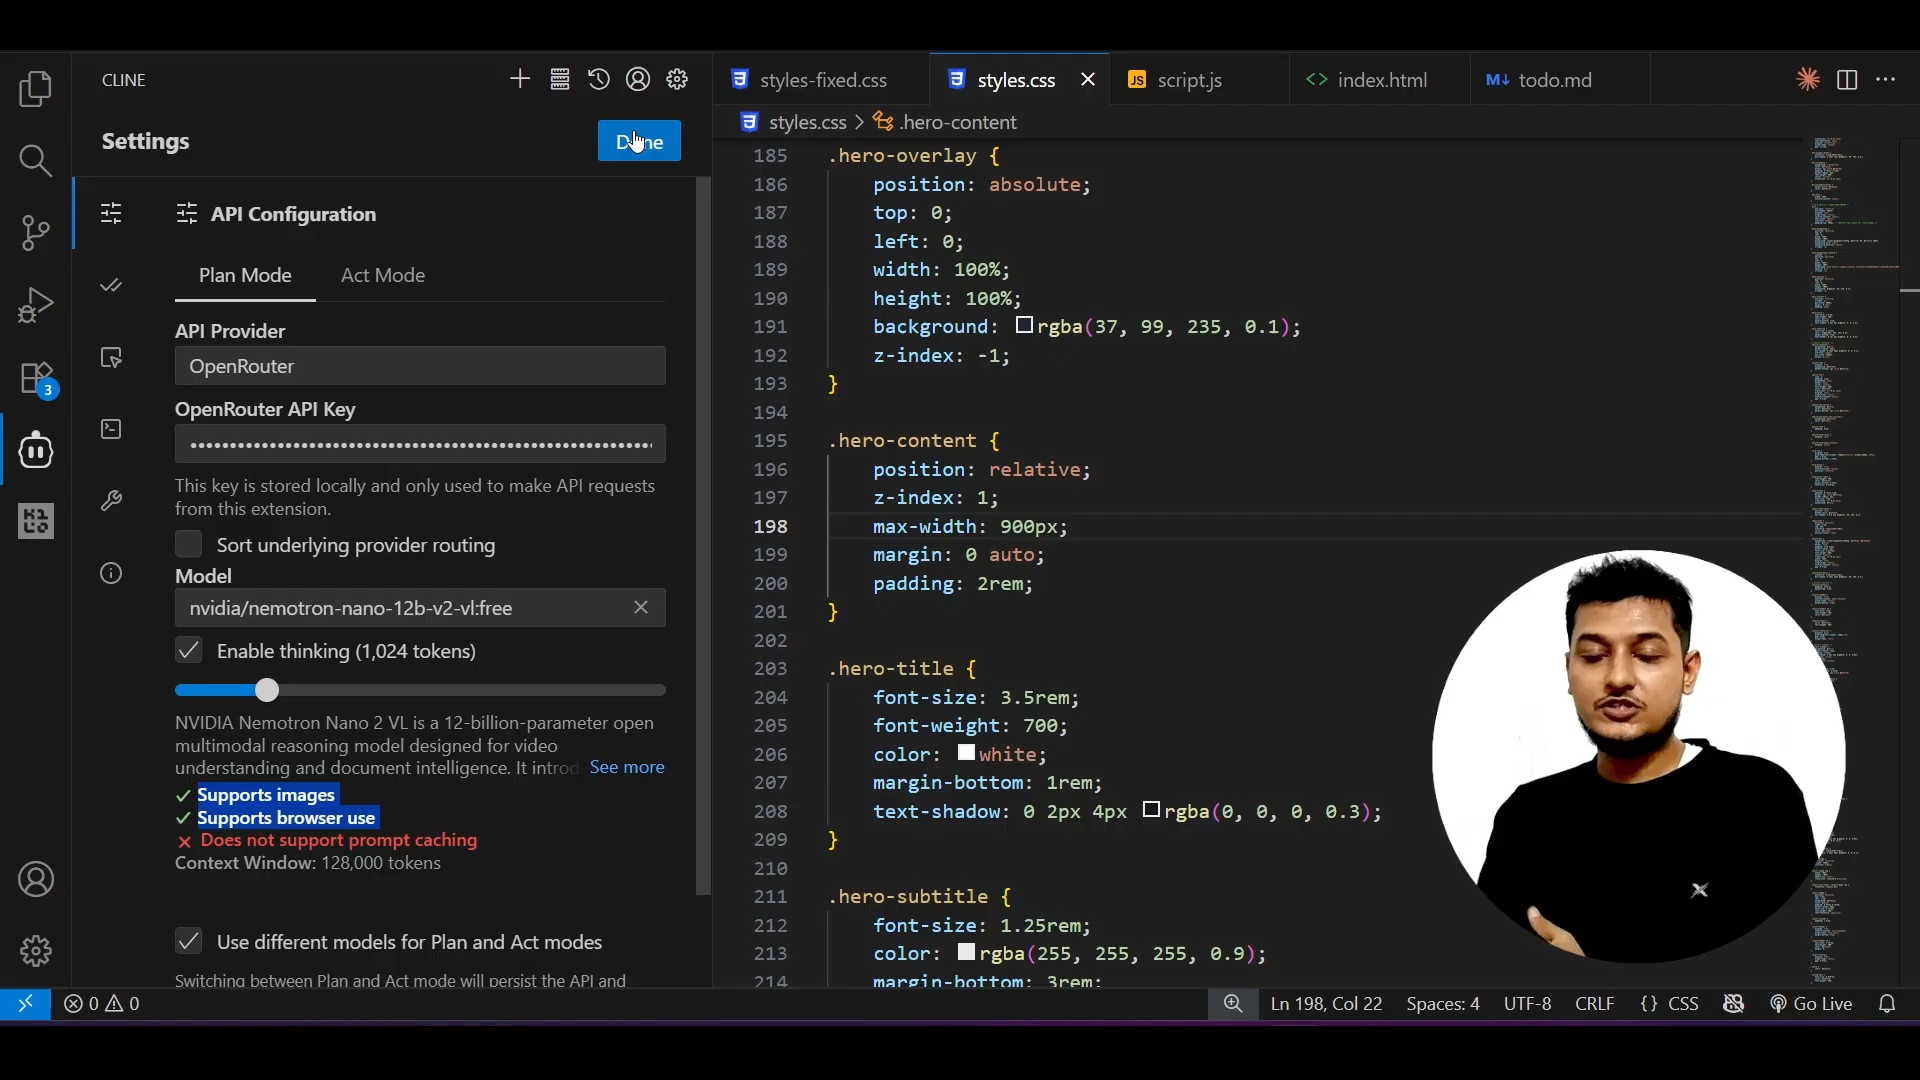 CLINE
Settings
Done
API Configuration
Plan Mode
Act Mode
API Provider
OpenRouter
OpenRouter API Key
••••••••••••••••••••••••••••••••••••••••••••••••••••
This key is stored locally and only used to make API requests
from this extension.
Sort underlying provider routing
Model
nvidia/nemotron-nano-12b-v2-vl:free
Enable thinking (1,024 tokens)
NVIDIA Nemotron Nano 2 VL is a 12-billion-parameter open
multimodal reasoning model designed for video
understanding and document intelligence. It introd See more
Supports images
Supports browser use
Does not support prompt caching
Context Window: 128,000 tokens
Use different models for Plan and Act modes
Switching between Plan and Act mode will persist the API and
3
styles-fixed.css
styles.css
JS script.js
<> index.html
M↓ todo.md
styles.css > .hero-content
185 .hero-overlay {
186 position: absolute;
187 top: 0;
188 left: 0;
189 width: 100%;
190 height: 100%;
191 background: rgba(37, 99, 235, 0.1);
192 z-index: -1;
193 }
194
195 .hero-content {
196 position: relative;
197 z-index: 1;
198 max-width: 900px;
199 margin: 0 auto;
200 padding: 2rem;
201 }
202
203 .hero-title {
204 font-size: 3.5rem;
205 font-weight: 700;
206 color: white;
207 margin-bottom: 1rem;
208 text-shadow: 0 2px 4px rgba(0, 0, 0, 0.3);
209 }
210
211 .hero-subtitle {
212 font-size: 1.25rem;
213 color: rgba(255, 255, 255, 0.9);
214 margin-bottom: 3rem;
0 0
Ln 198, Col 22
Spaces: 4
UTF-8
CRLF
{} CSS
Go Live